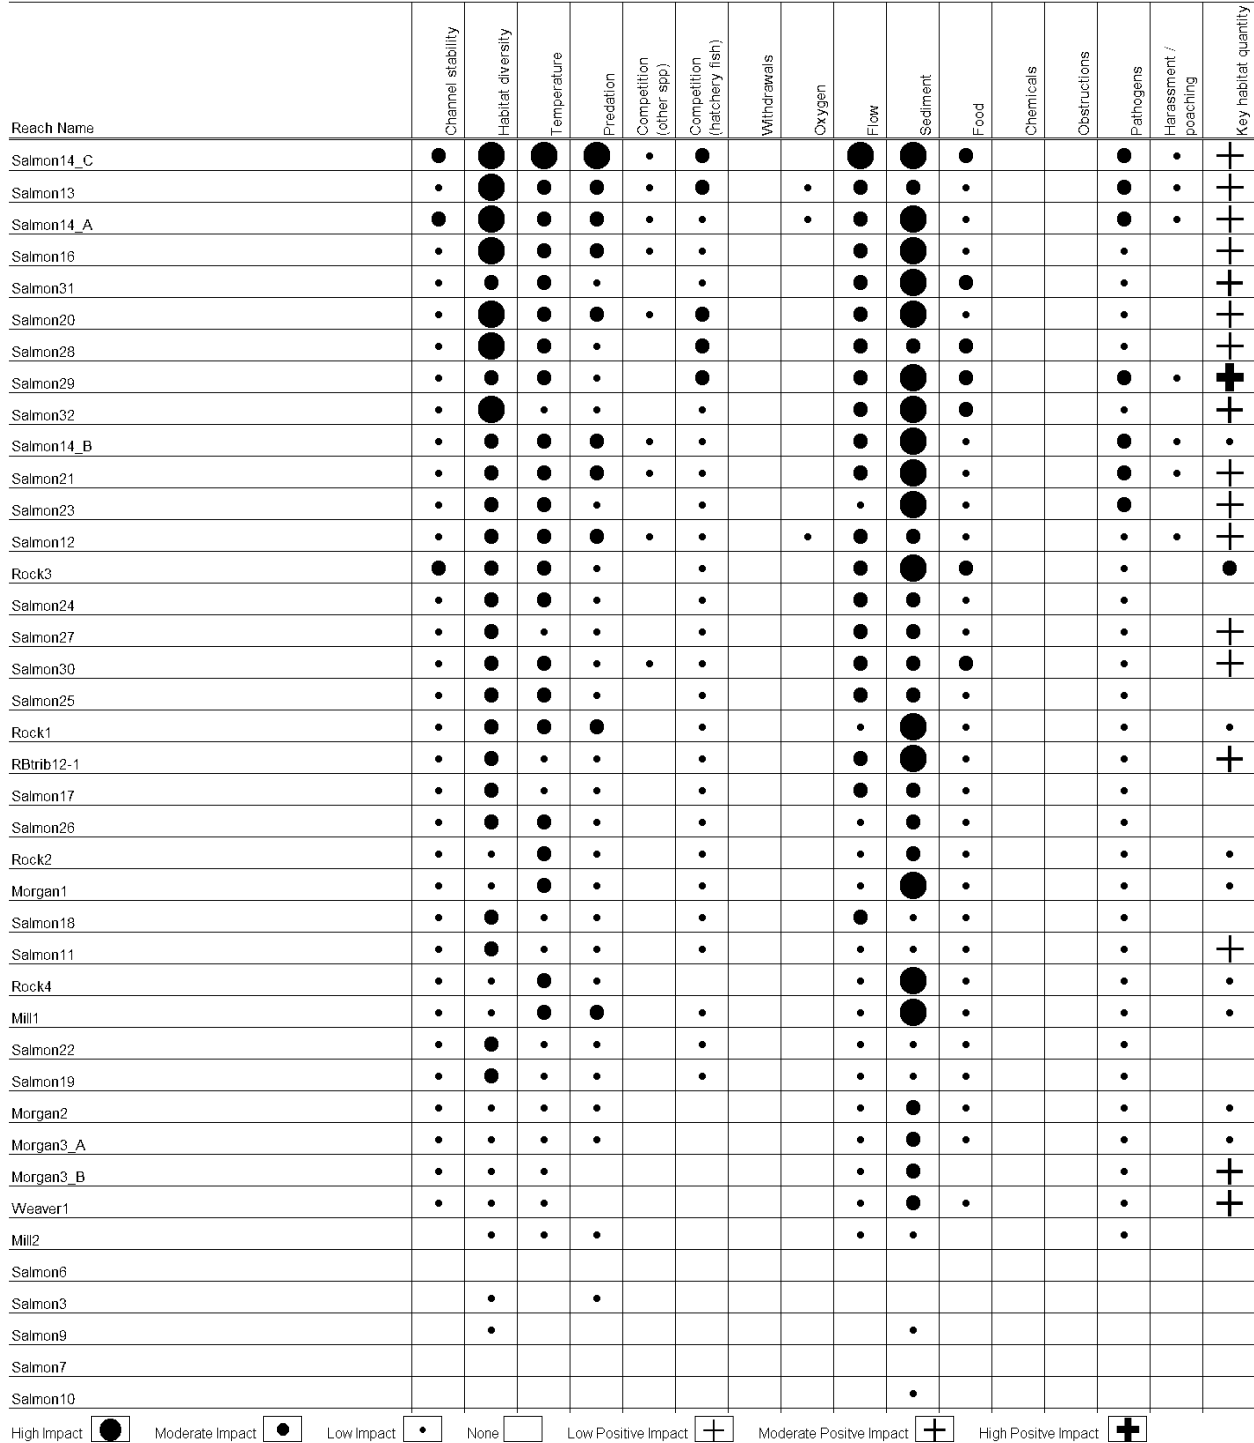 Reach Name
Channel stability
Habitat diversity
Temperature
Predation
Competition
(other spp)
Competition
(hatchery fish)
Withdrawals
Oxygen
Flow
Sediment
Food
Chemicals
Obstructions
Pathogens
Harassment /
poaching
Key habitat quantity
Salmon14_C
Salmon13
Salmon14_A
Salmon16
Salmon31
Salmon20
Salmon28
Salmon29
Salmon32
Salmon14_B
Salmon21
Salmon23
Salmon12
Rock3
Salmon24
Salmon27
Salmon30
Salmon25
Rock1
RBtrib12-1
Salmon17
Salmon26
Rock2
Morgan1
Salmon18
Salmon11
Rock4
Mill1
Salmon22
Salmon19
Morgan2
Morgan3_A
Morgan3_B
Weaver1
Mill2
Salmon6
Salmon3
Salmon9
Salmon7
Salmon10
High Impact Moderate Impact Low Impact None Low Positive Impact Moderate Positve Impact High Positve Impact